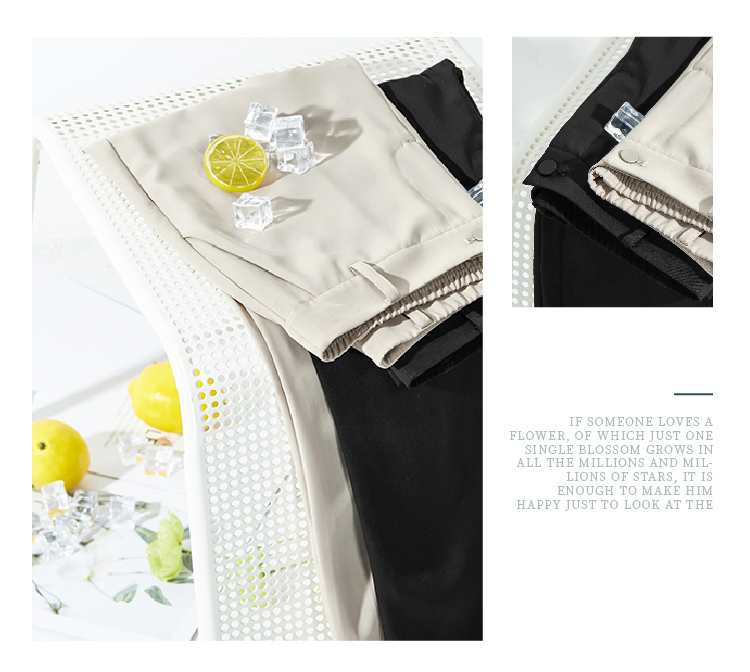 IF SOMEONE LOVES A
FLOWER, OF WHICH JUST ONE
SINGLE BLOSSOM GROWS IN
ALL THE MILLIONS AND MIL-
LIONS OF STARS, IT IS
ENOUGH TO MAKE HIM
HAPPY JUST TO LOOK AT THE